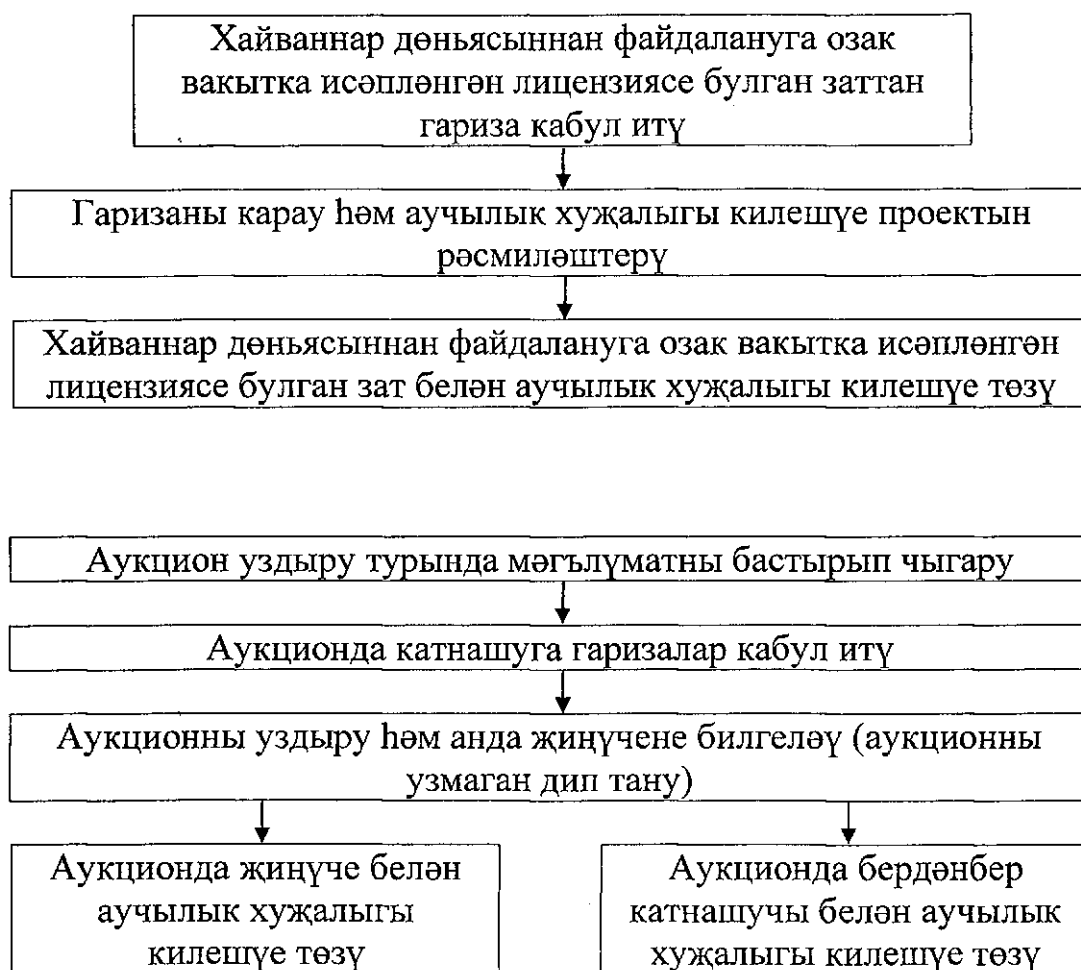 Хайваннар дөньясыннан файдалануга озак
вакытка исәпләнгән лицензиясе булган заттан
гариза кабул итү
Гаризаны карау һәм аучылык хуҗалыгы килешүе проектын
рәсмиләштерү
Хайваннар дөньясыннан файдалануга озак вакытка исәпләнгән
лицензиясе булган зат белән аучылык хуҗалыгы килешүе төзү
Аукцион уздыру турында мәгълүматны бастырып чыгару
Аукционда катнашуга гаризалар кабул итү
Аукционны уздыру һәм анда җиңүчене билгеләү (аукционны
узмаган дип тану)
Аукционда җиңүче белән
аучылык хуҗалыгы
килешүе төзү
Аукционда бердәнбер
катнашучы белән аучылык
хуҗалыгы килешүе төзү